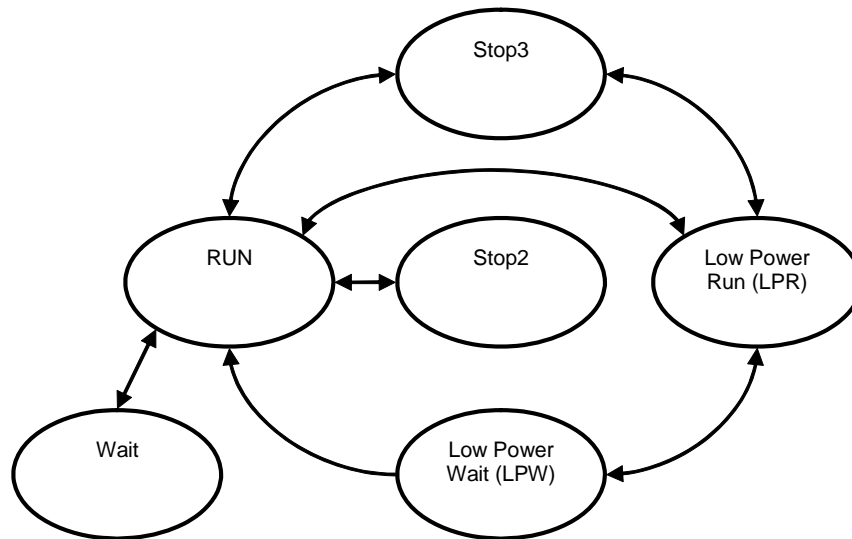 Stop3
RUN
Stop2
Low Power
Run (LPR)
Wait
Low Power
Wait (LPW)